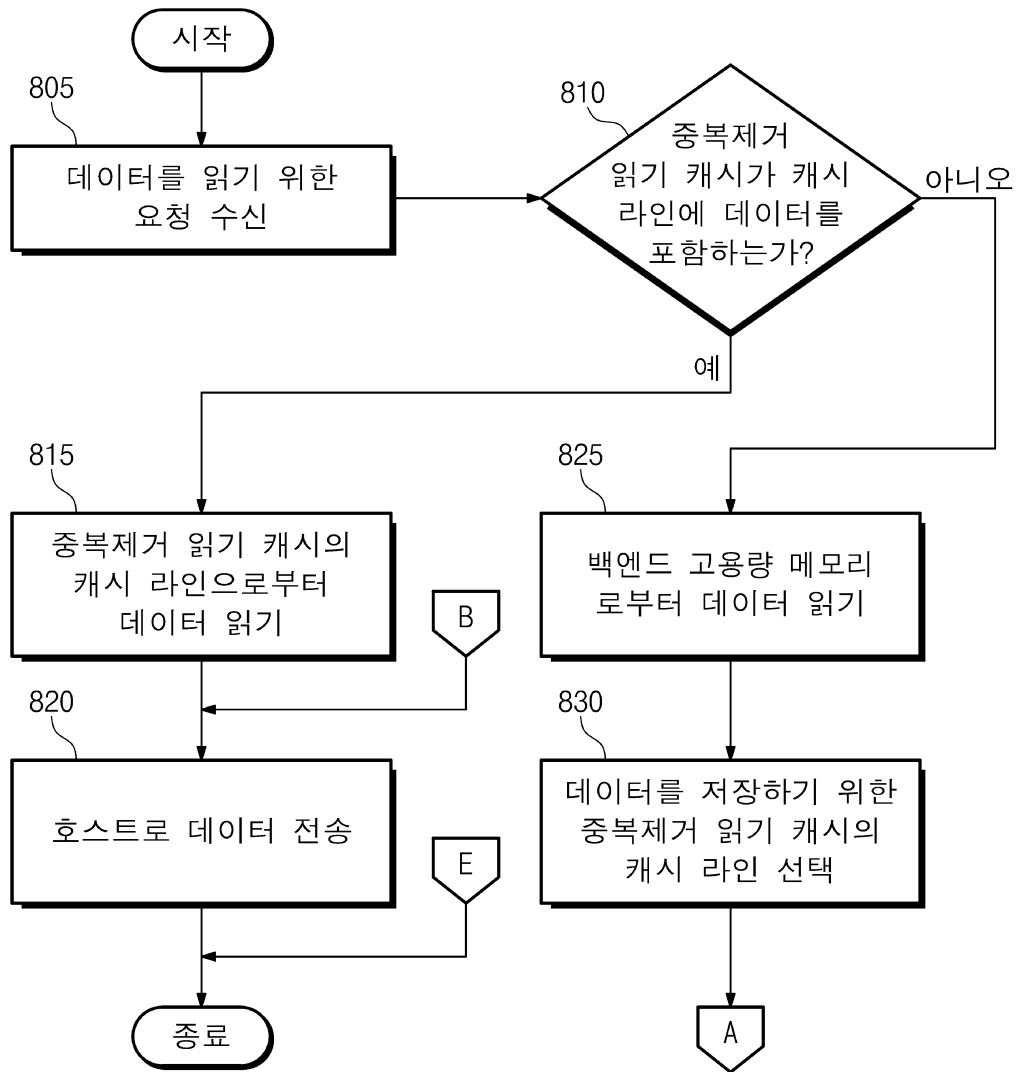 시작
805
데이터를 읽기 위한
요청 수신
810
중복제거
읽기 캐시가 캐시
라인에 데이터를
포함하는가?
아니오
예
815
중복제거 읽기 캐시의
캐시 라인으로부터
데이터 읽기
B
825
백엔드 고용량 메모리
로부터 데이터 읽기
820
호스트로 데이터 전송
E
830
데이터를 저장하기 위한
중복제거 읽기 캐시의
캐시 라인 선택
종료
A